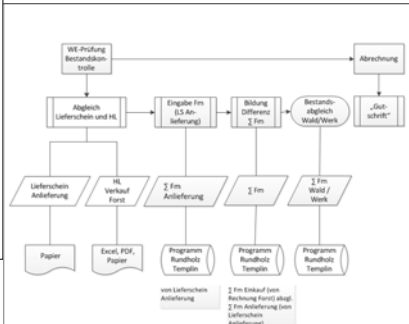 WE-Prüfung
Bestandskon-
trolle
Abrechnung
Abgleich
Lieferschein und HL
Eingabe Fm
(LS An-
lieferung)
Bildung
Differenz
∑ Fm
Bestands-
abgleich
Wald/Werk
„Gut-
schrift“
Lieferschein
Anlieferung
HL
Verkauf
Forst
∑ Fm
Anlieferung
∑ Fm
∑ Fm
Wald /
Werk
Papier
Excel, PDF,
Papier
Programm
Rundholz
Templin
Programm
Rundholz
Templin
Programm
Rundholz
Templin
von Lieferschein
Anlieferung
∑ Fm Einkauf (von
Rechnung Forst) abzgl.
∑ Fm Anlieferung (von
Lieferschein
Anlieferung)